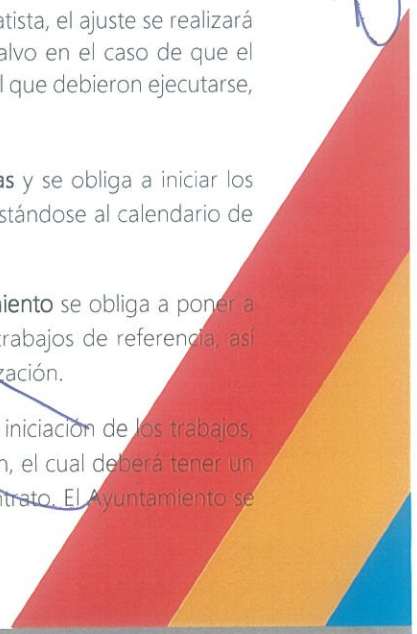 atista, el ajuste se realizará
alvo en el caso de que el
l que debieron ejecutarse,
as y se obliga a iniciar los
stándose al calendario de
niento se obliga a poner a
trabajos de referencia, así
zación.
iniciación de los trabajos,
n, el cual deberá tener un
ntrato. El Ayuntamiento se